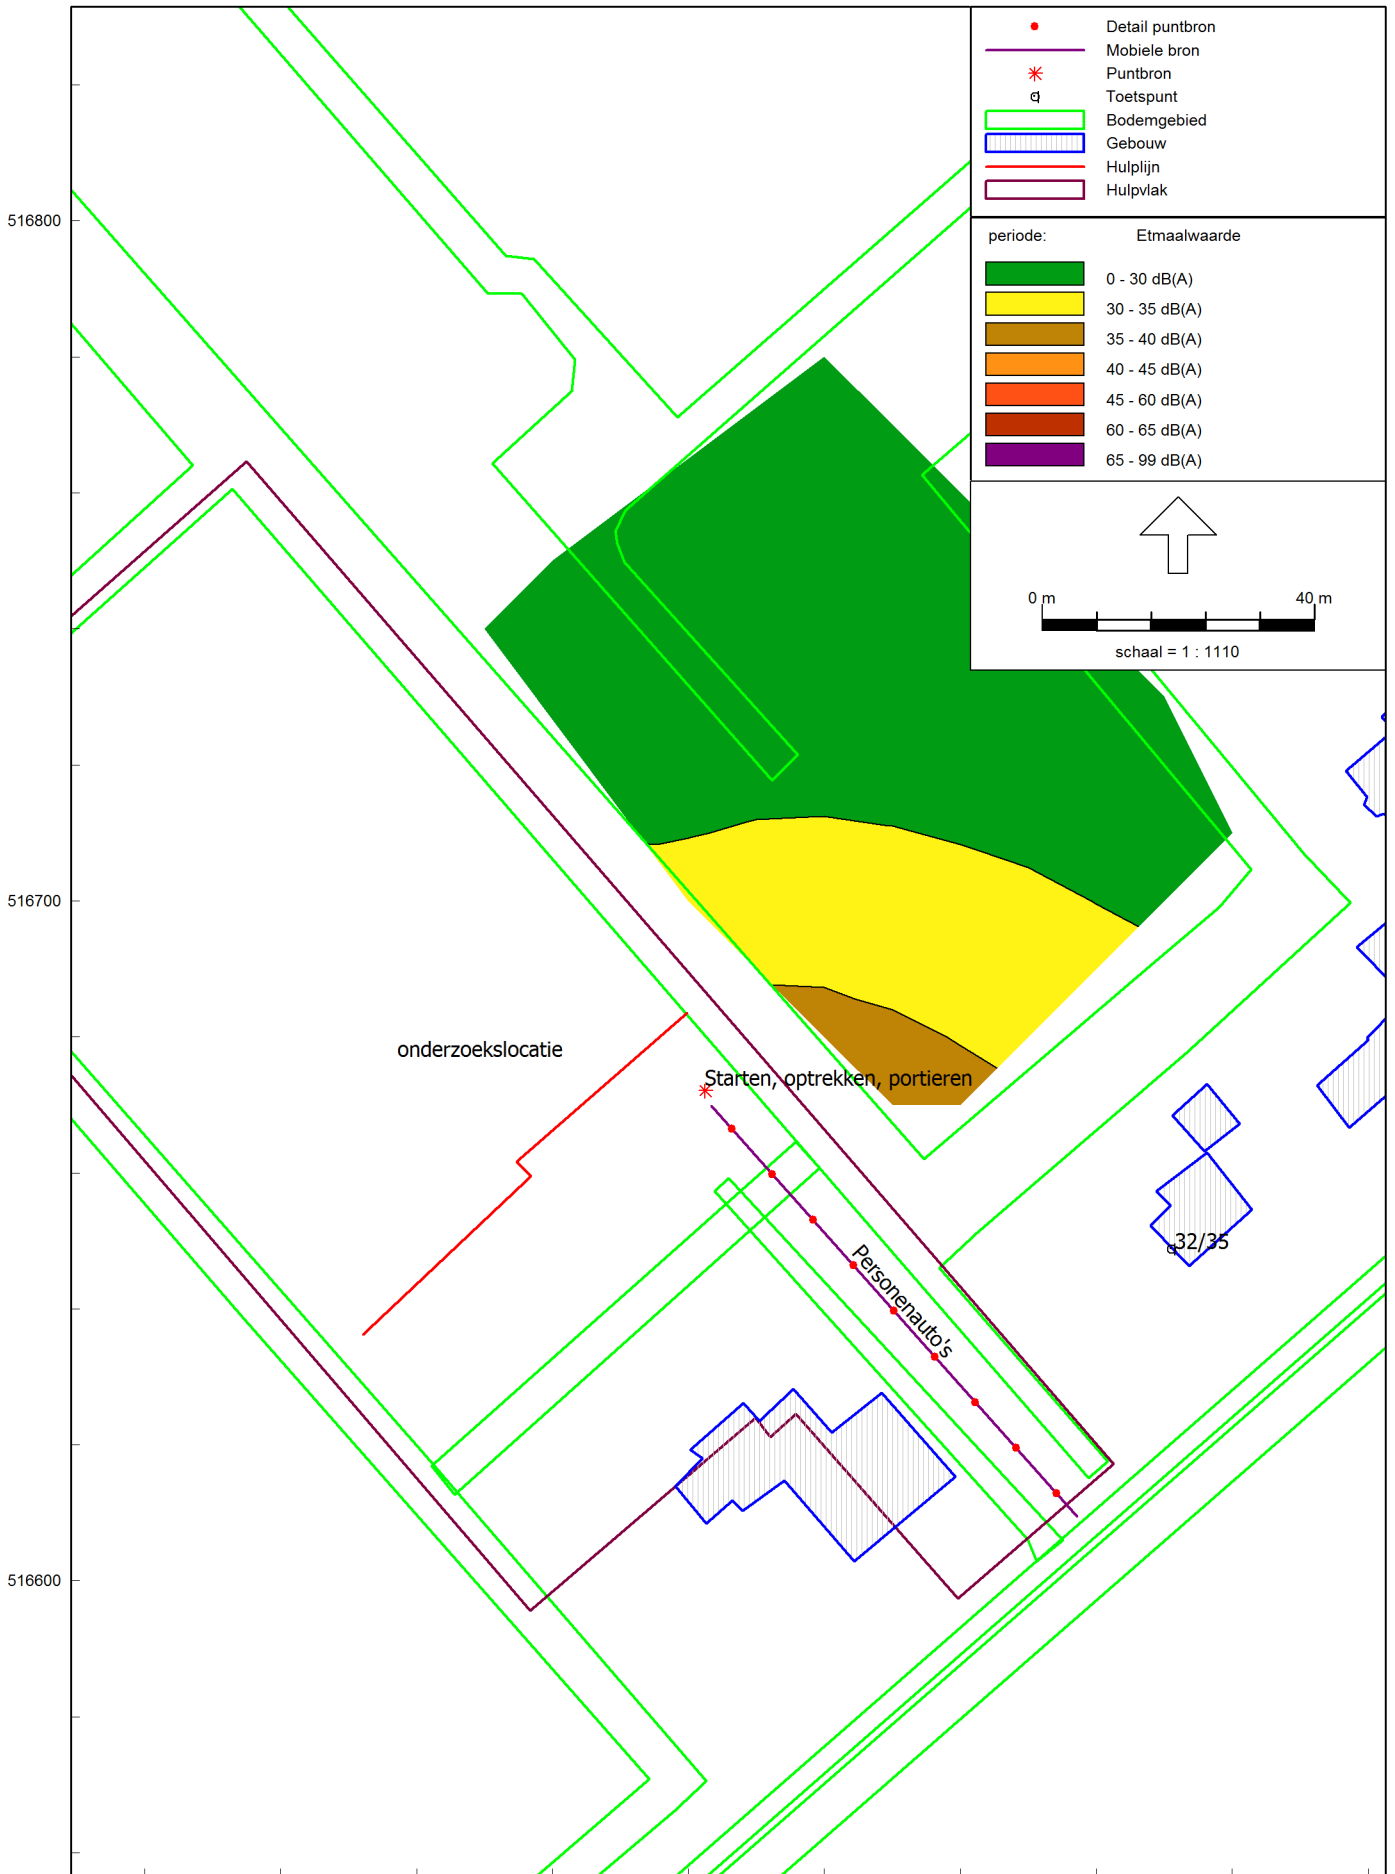 Detail puntbron
Mobiele bron
Puntbron
Toetspunt
Bodemgebied
Gebouw
Hulplijn
Hulpvlak
periode: Etmaalwaarde
0 - 30 dB(A)
30 - 35 dB(A)
35 - 40 dB(A)
40 - 45 dB(A)
45 - 60 dB(A)
60 - 65 dB(A)
65 - 99 dB(A)
0 m 40 m
schaal = 1 : 1110
516800
516700
onderzoekslocatie
Starten, optrekken, portieren
32/35
Personenauto's
516600